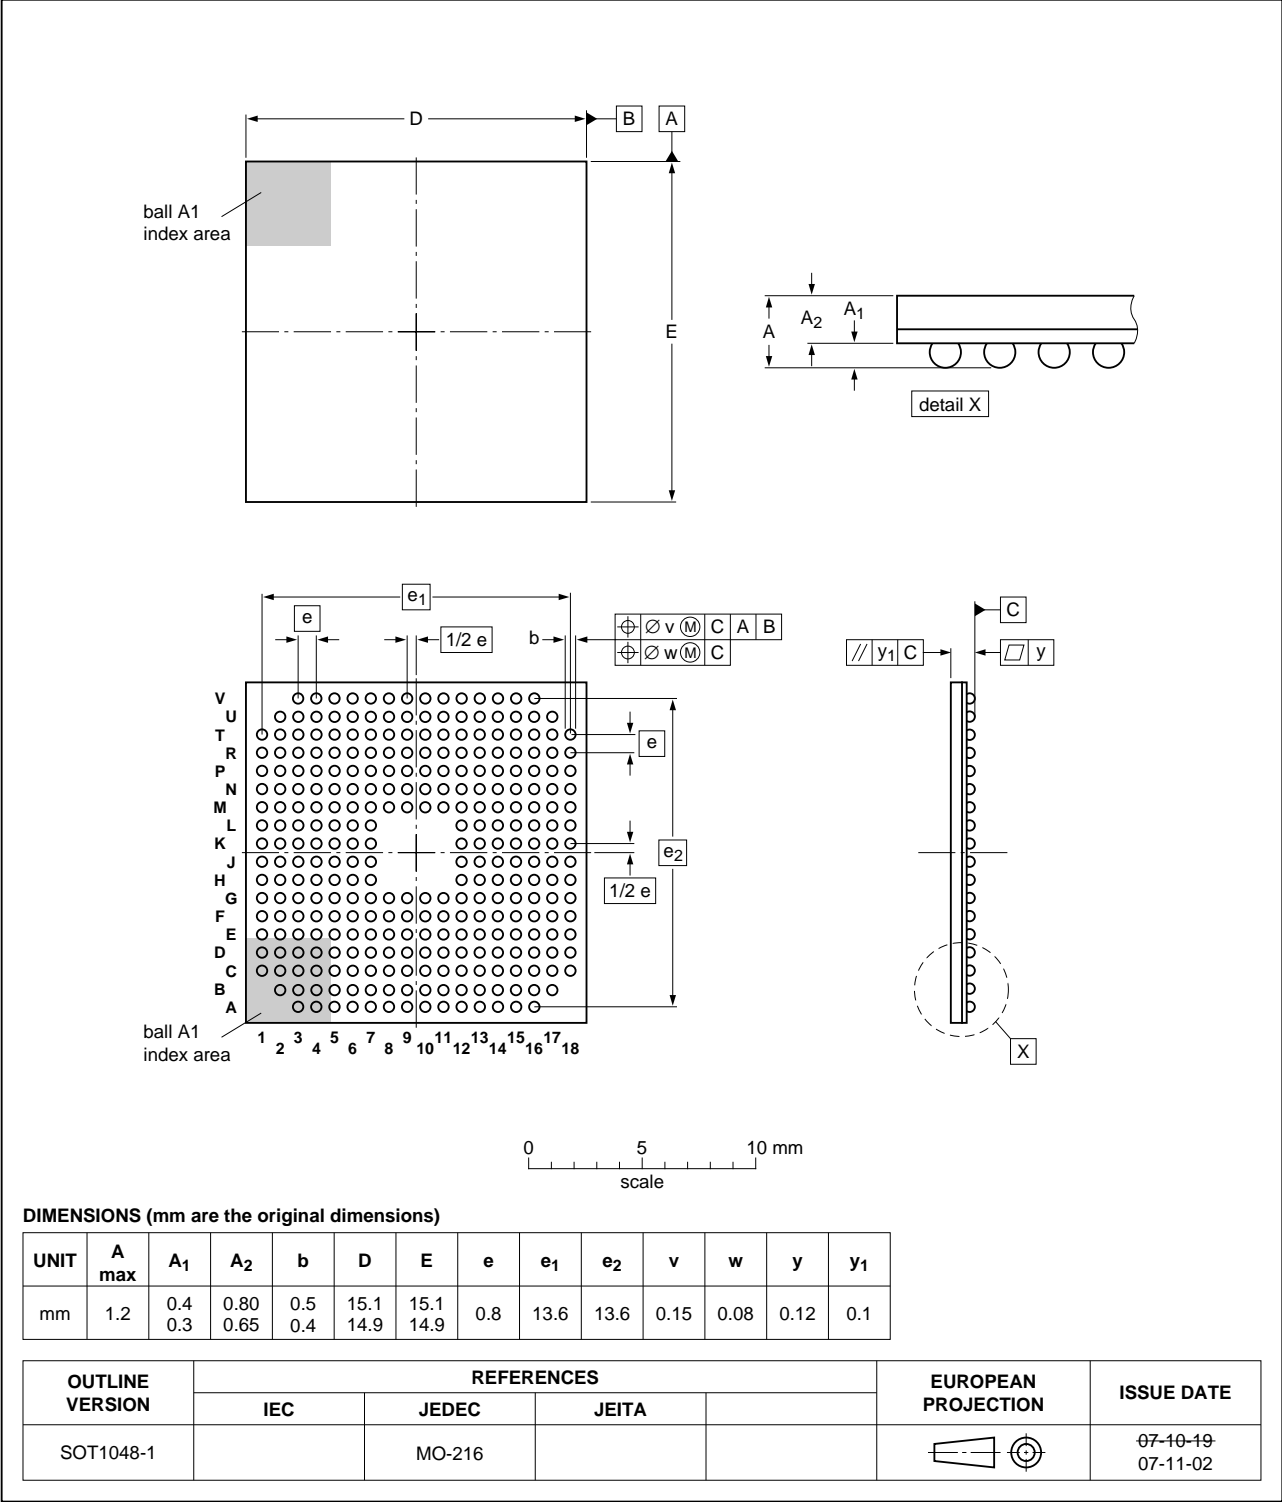 D
B
A
ball A1
index area
E
A
A2
A1
detail X
e1
e
1/2 e
b
⌖ ∅ v Ⓜ C A B
⌖ ∅ w Ⓜ C
C
// y1 C
⏥ y
V
U
T
R
P
N
M
L
K
J
H
G
F
E
D
C
B
A
e
e2
1/2 e
ball A1
index area
1 3 5 7 9 11 13 15 17
2 4 6 8 10 12 14 16 18
X
0 5 10 mm
scale
DIMENSIONS (mm are the original dimensions)
UNIT A max A1 A2 b D E e e1 e2 v w y y1
mm 1.2 0.4 0.3 0.80 0.65 0.5 0.4 15.1 14.9 15.1 14.9 0.8 13.6 13.6 0.15 0.08 0.12 0.1
OUTLINE VERSION REFERENCES EUROPEAN PROJECTION ISSUE DATE
IEC JEDEC JEITA
SOT1048-1 MO-216 07-10-19
07-11-02